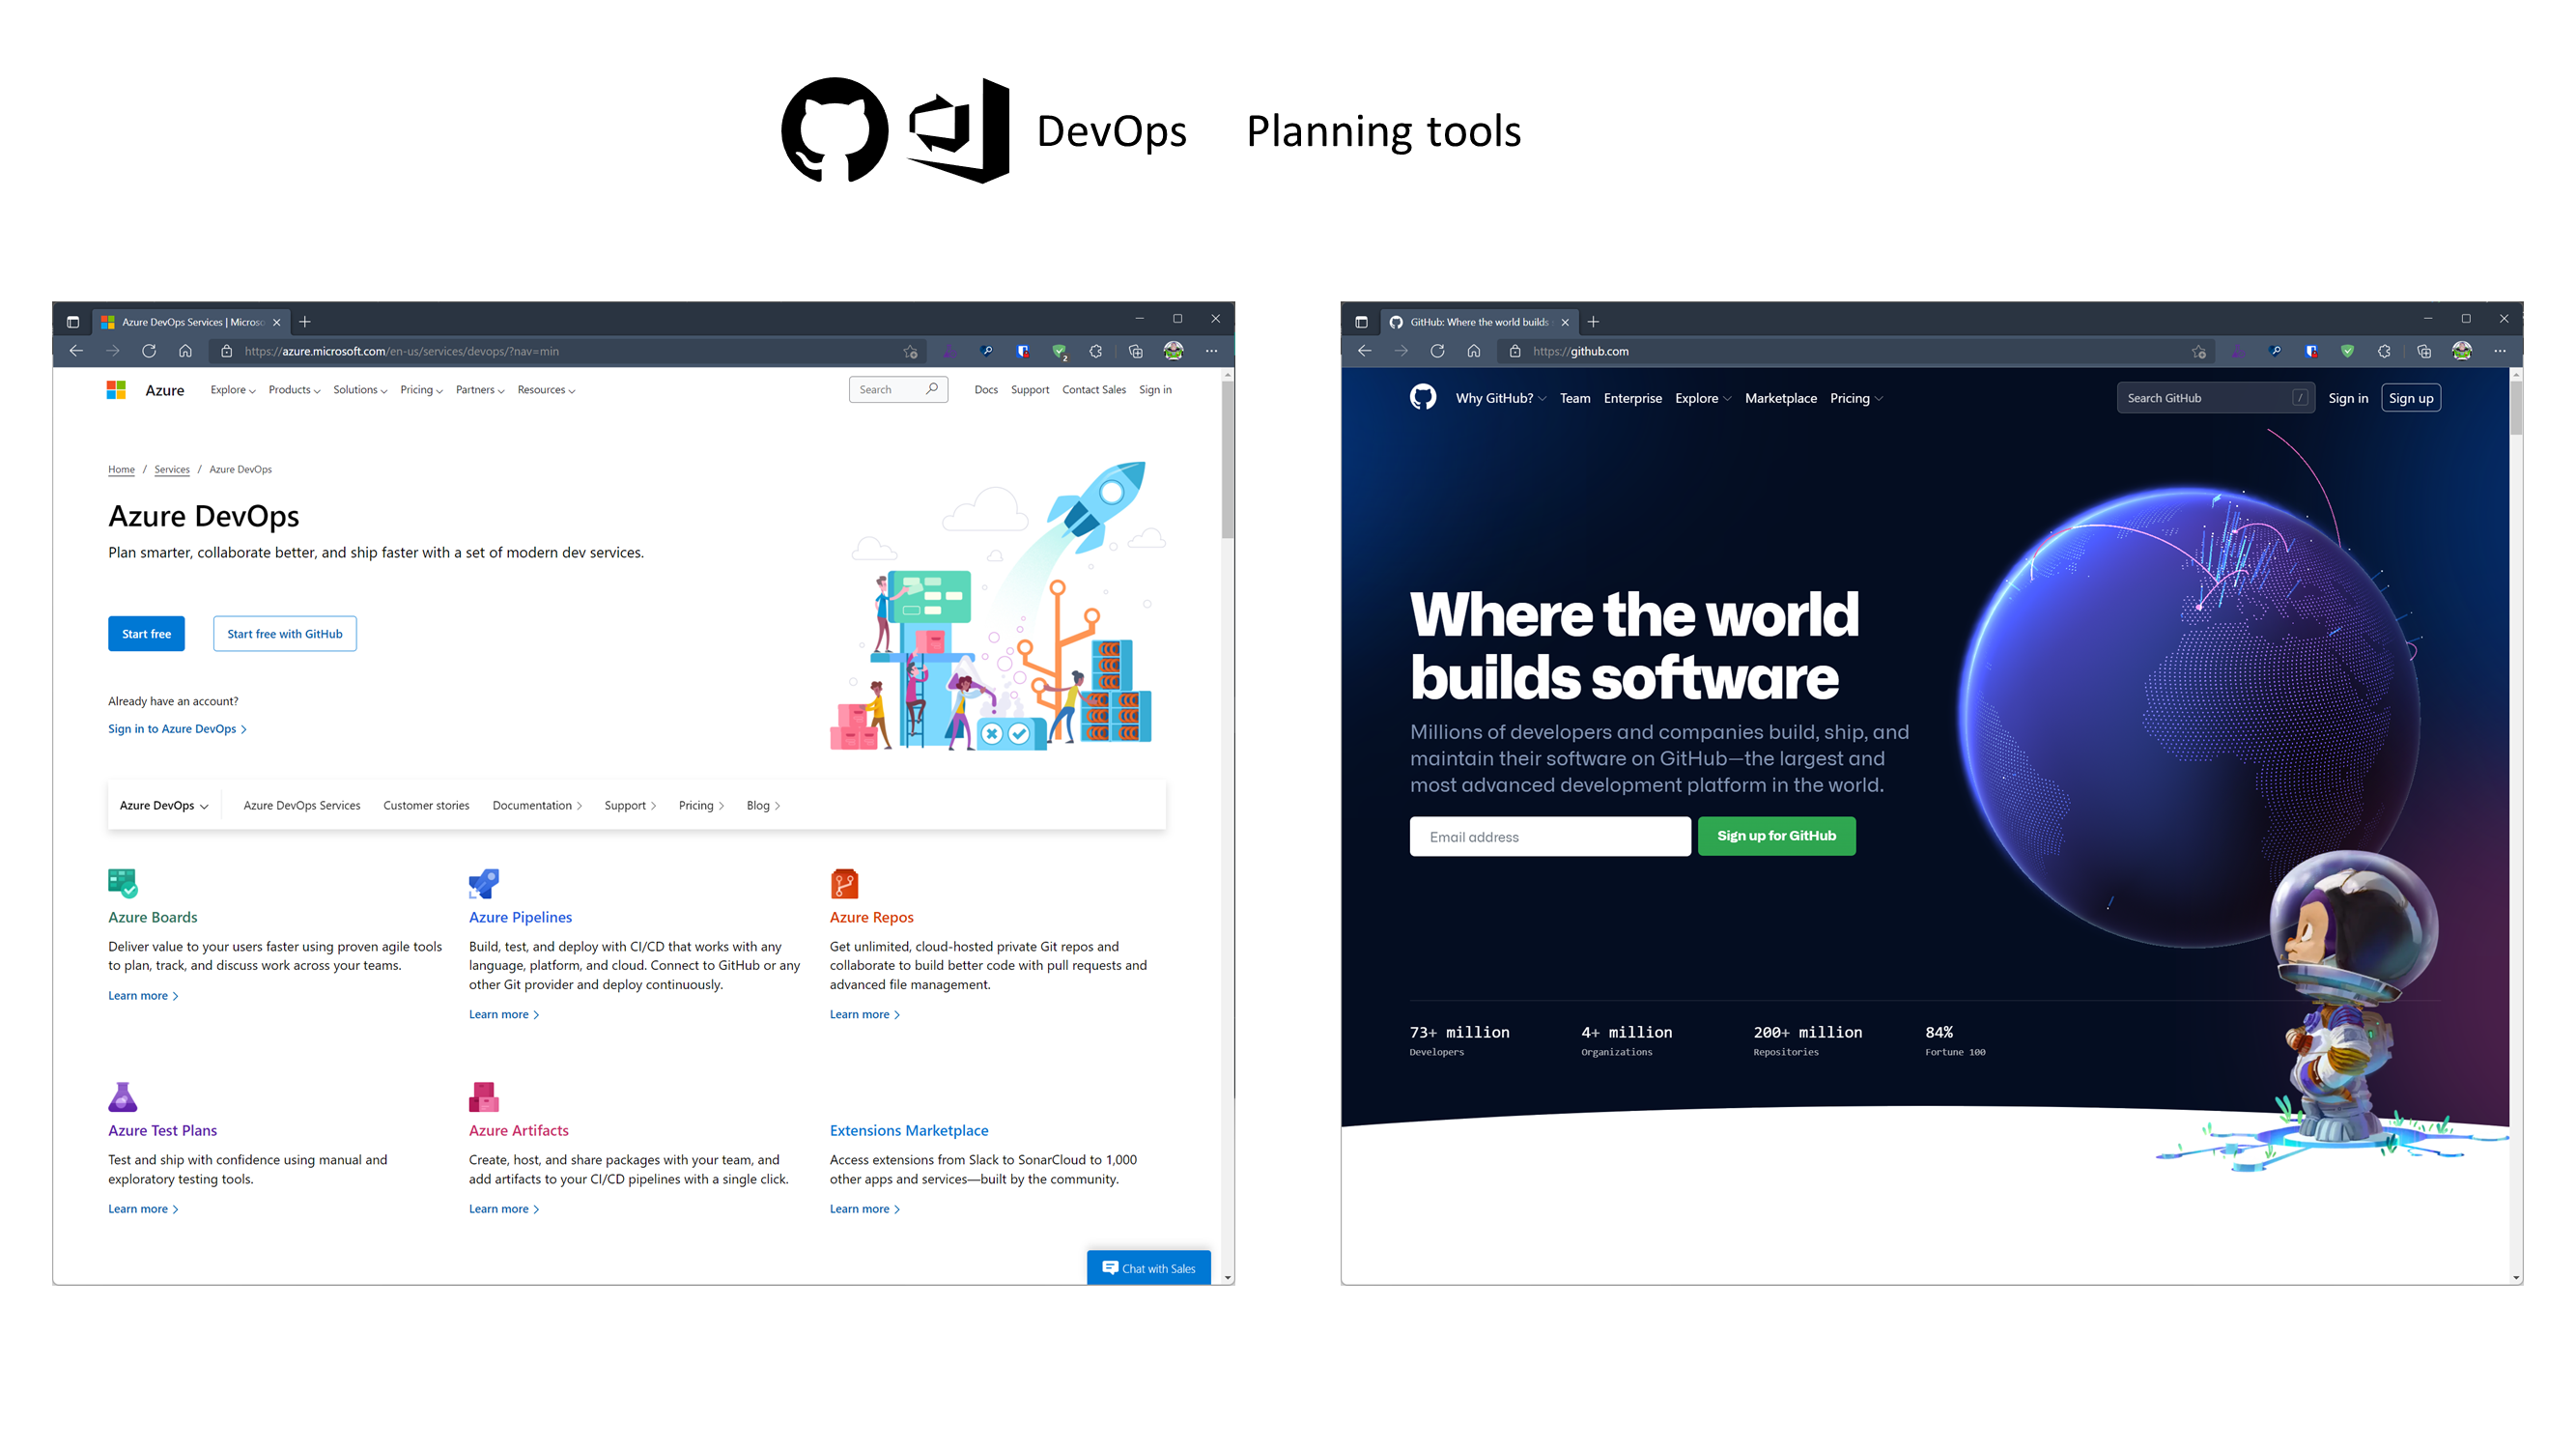 DevOps Planning tools
Azure DevOps Services | Microso
https://azure.microsoft.com/en-us/services/devops/?nav=min
2
Azure Explore Products Solutions Pricing Partners Resources Search Docs Support Contact Sales Sign in
Home / Services / Azure DevOps
Azure DevOps
Plan smarter, collaborate better, and ship faster with a set of modern dev services.
Start free Start free with GitHub
Already have an account?
Sign in to Azure DevOps
Azure DevOps Azure DevOps Services Customer stories Documentation Support Pricing Blog
Azure Boards
Deliver value to your users faster using proven agile tools
to plan, track, and discuss work across your teams.
Learn more
Azure Pipelines
Build, test, and deploy with CI/CD that works with any
language, platform, and cloud. Connect to GitHub or any
other Git provider and deploy continuously.
Learn more
Azure Repos
Get unlimited, cloud-hosted private Git repos and
collaborate to build better code with pull requests and
advanced file management.
Learn more
Azure Test Plans
Test and ship with confidence using manual and
exploratory testing tools.
Learn more
Azure Artifacts
Create, host, and share packages with your team, and
add artifacts to your CI/CD pipelines with a single click.
Learn more
Extensions Marketplace
Access extensions from Slack to SonarCloud to 1,000
other apps and services—built by the community.
Learn more
Chat with Sales
GitHub: Where the world builds
https://github.com
Why GitHub? Team Enterprise Explore Marketplace Pricing Search GitHub / Sign in Sign up
Where the world
builds software
Millions of developers and companies build, ship, and
maintain their software on GitHub—the largest and
most advanced development platform in the world.
Email address Sign up for GitHub
73+ million 4+ million 200+ million 84%
Developers Organizations Repositories Fortune 100